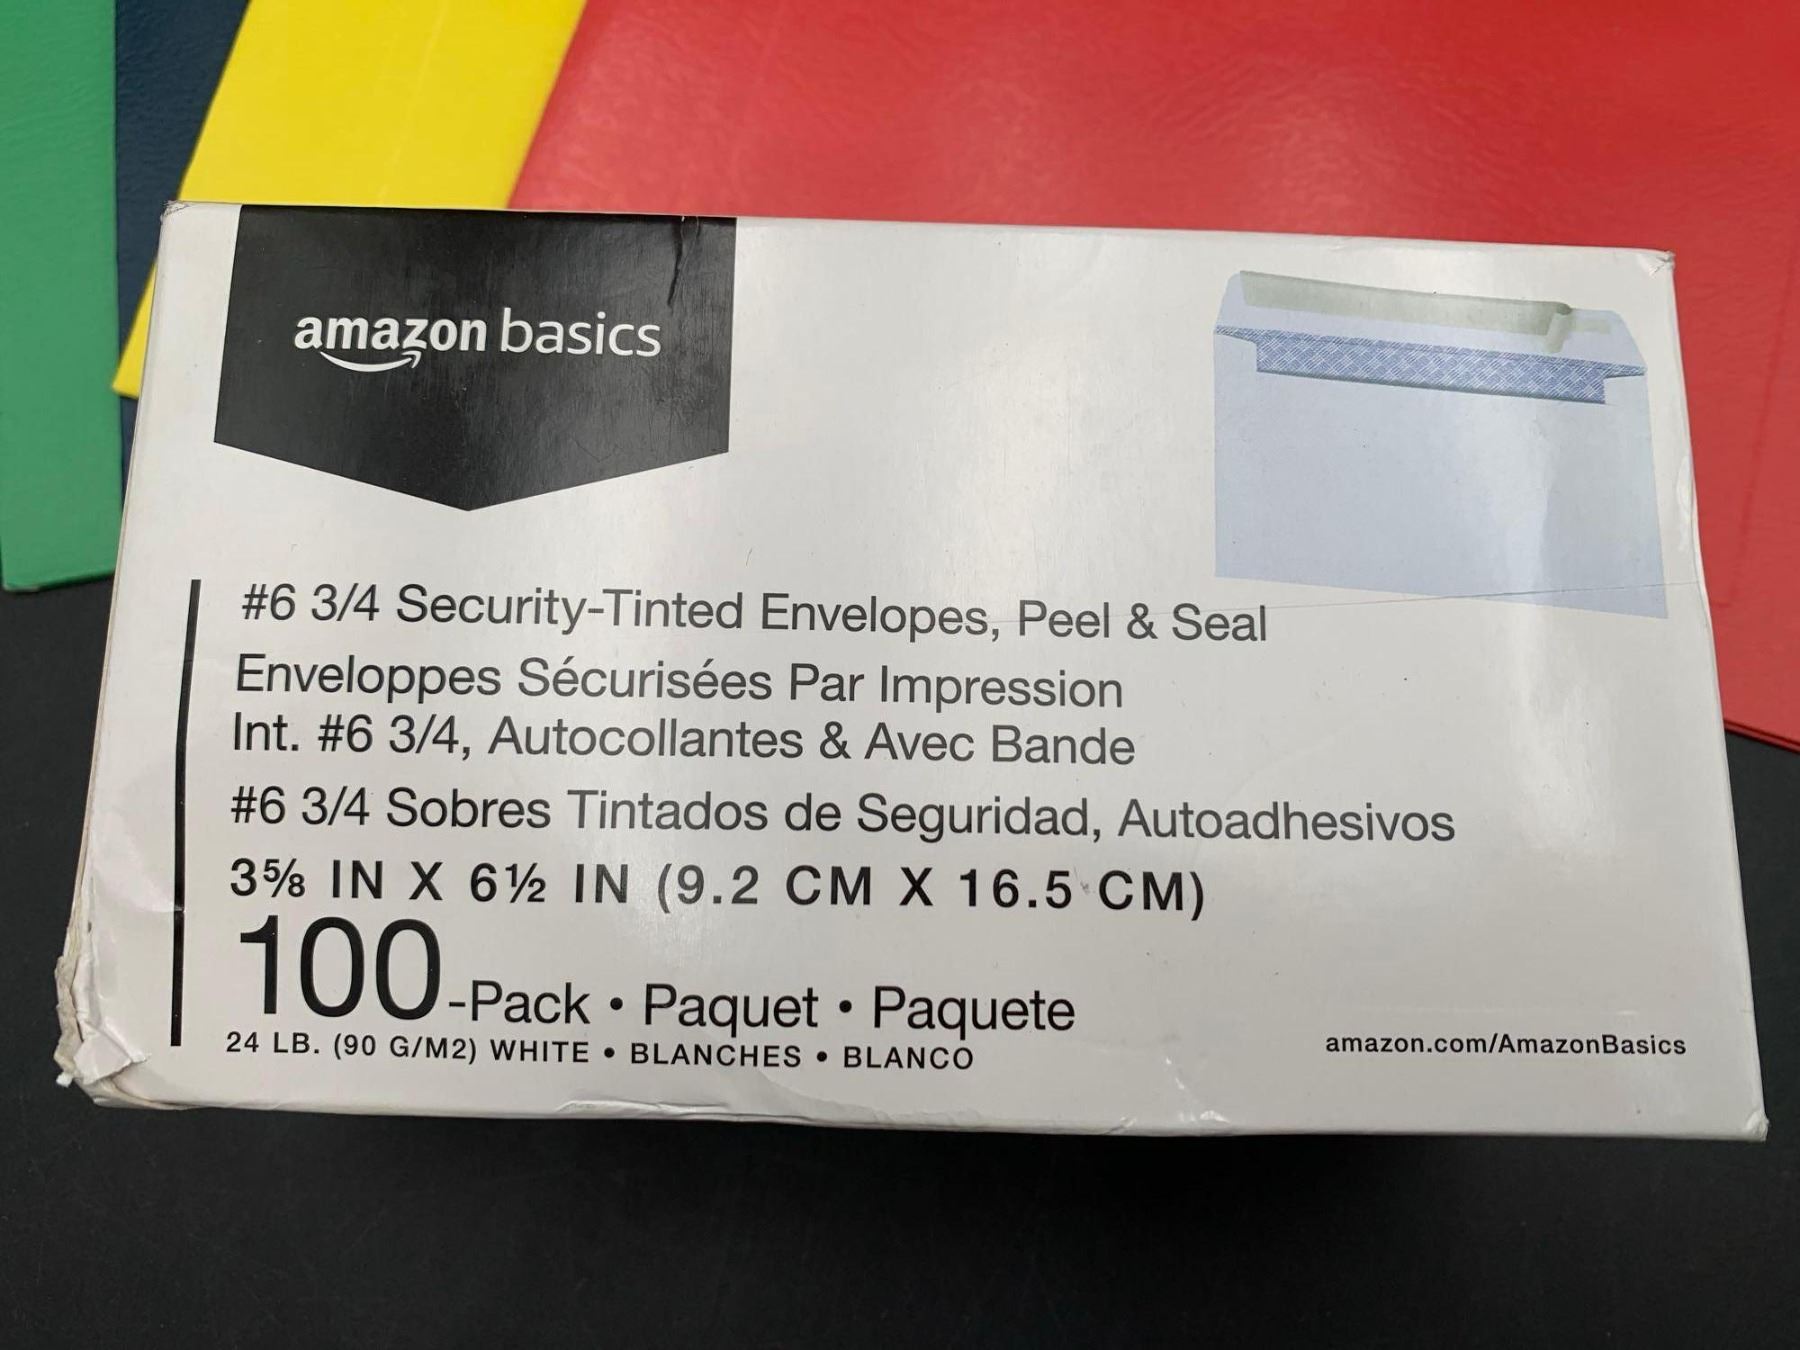 amazon basics
#6 3/4 Security-Tinted Envelopes, Peel & Seal
Enveloppes Sécurisées Par Impression
Int. #6 3/4, Autocollantes & Avec Bande
#6 3/4 Sobres Tintados de Seguridad, Autoadhesivos
3⅝ IN X 6½ IN (9.2 CM X 16.5 CM)
100-Pack • Paquet • Paquete
24 LB. (90 G/M2) WHITE • BLANCHES • BLANCO
amazon.com/AmazonBasics